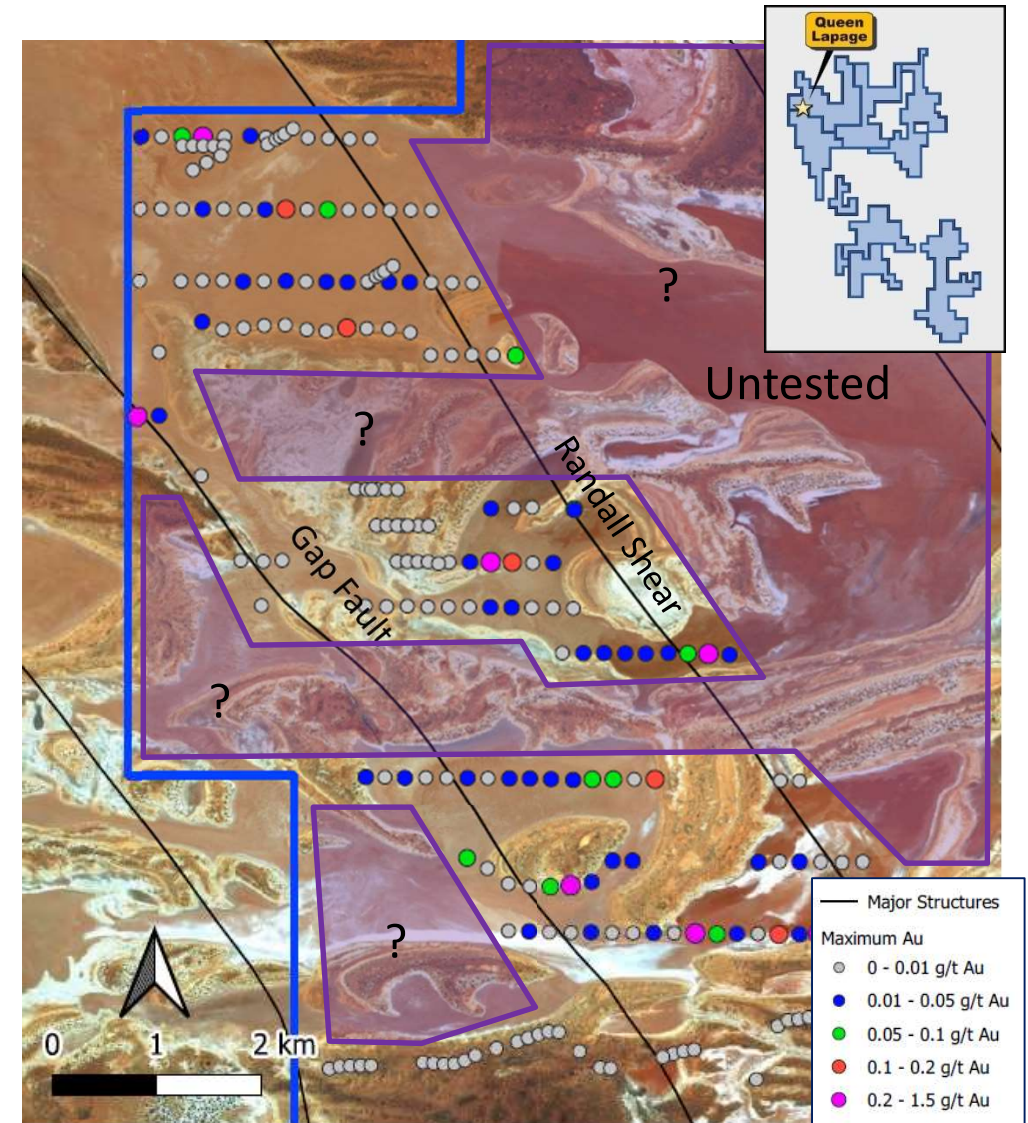 Queen
Lapage
?
Untested
?
Randall Shear
Gap Fault
?
?
0 1 2 km
Major Structures
Maximum Au
0 - 0.01 g/t Au
0.01 - 0.05 g/t Au
0.05 - 0.1 g/t Au
0.1 - 0.2 g/t Au
0.2 - 1.5 g/t Au